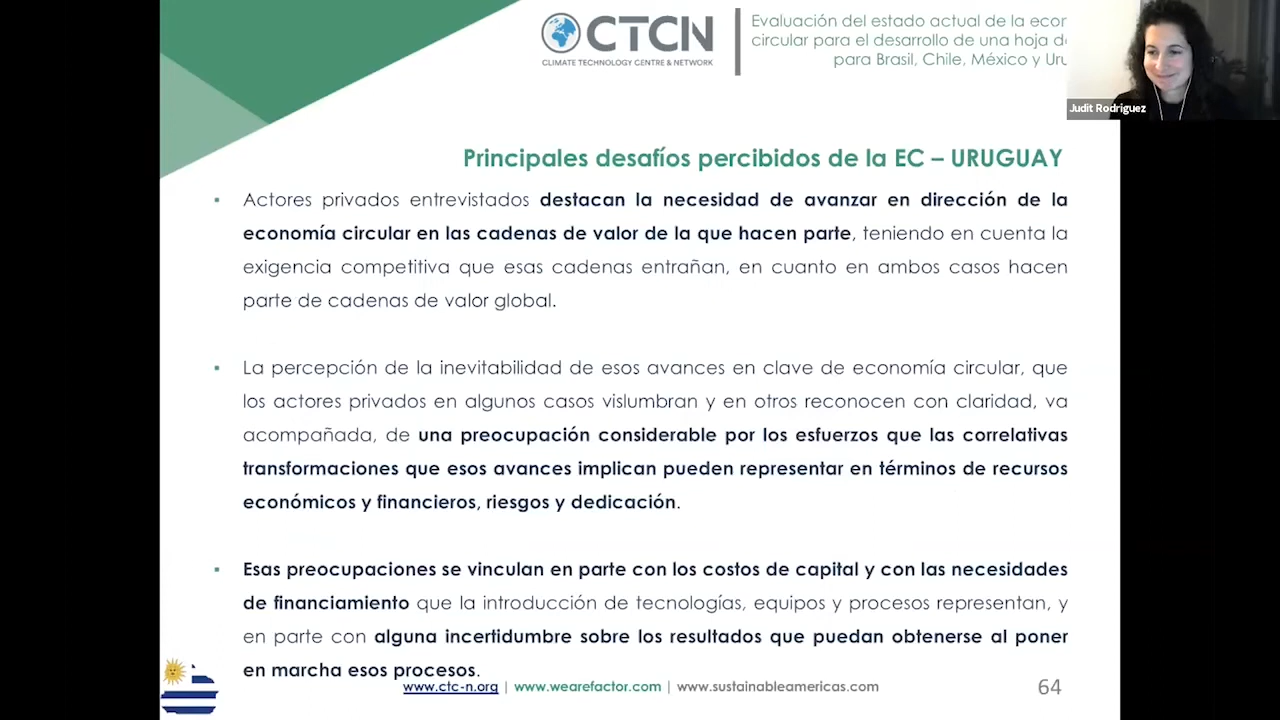 CTCN
CLIMATE TECHNOLOGY CENTRE & NETWORK
Evaluación del estado actual de la
circular para el desarrollo de una hoja
para Brasil, Chile, México y
Judit Rodríguez
Principales desafíos percibidos de la EC – URUGUAY
▪ Actores privados entrevistados destacan la necesidad de avanzar en dirección de la
economía circular en las cadenas de valor de la que hacen parte, teniendo en cuenta la
exigencia competitiva que esas cadenas entrañan, en cuanto en ambos casos hacen
parte de cadenas de valor global.
▪ La percepción de la inevitabilidad de esos avances en clave de economía circular, que
los actores privados en algunos casos vislumbran y en otros reconocen con claridad, va
acompañada, de una preocupación considerable por los esfuerzos que las correlativas
transformaciones que esos avances implican pueden representar en términos de recursos
económicos y financieros, riesgos y dedicación.
▪ Esas preocupaciones se vinculan en parte con los costos de capital y con las necesidades
de financiamiento que la introducción de tecnologías, equipos y procesos representan, y
en parte con alguna incertidumbre sobre los resultados que puedan obtenerse al poner
en marcha esos procesos.
www.ctc-n.org | www.wearefactor.com | www.sustainableamericas.com
64